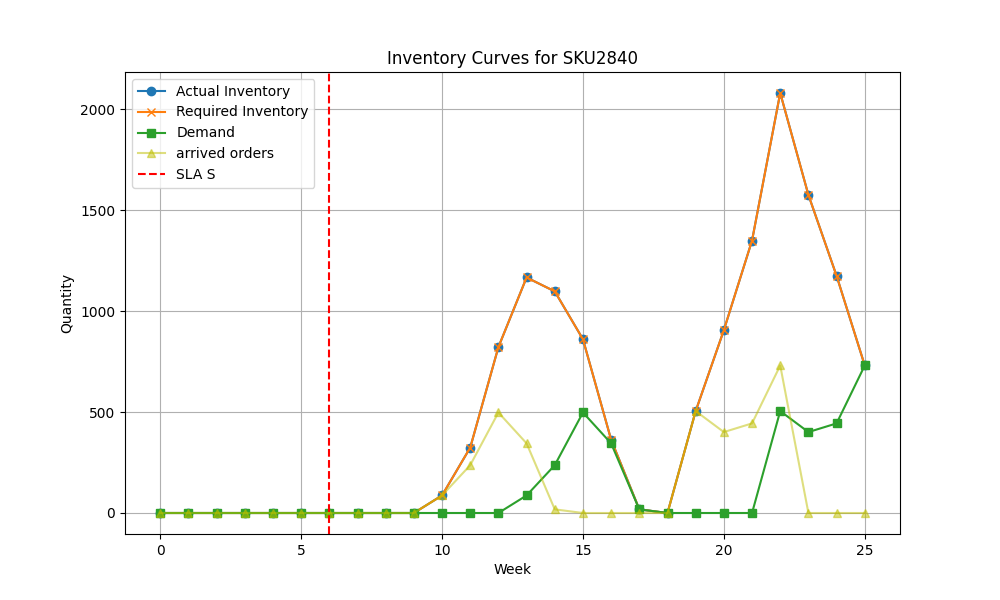 Inventory Curves for SKU2840
Actual Inventory
Required Inventory
Demand
arrived orders
SLA S
2000
1500
1000
500
0
Quantity
0 5 10 15 20 25
Week